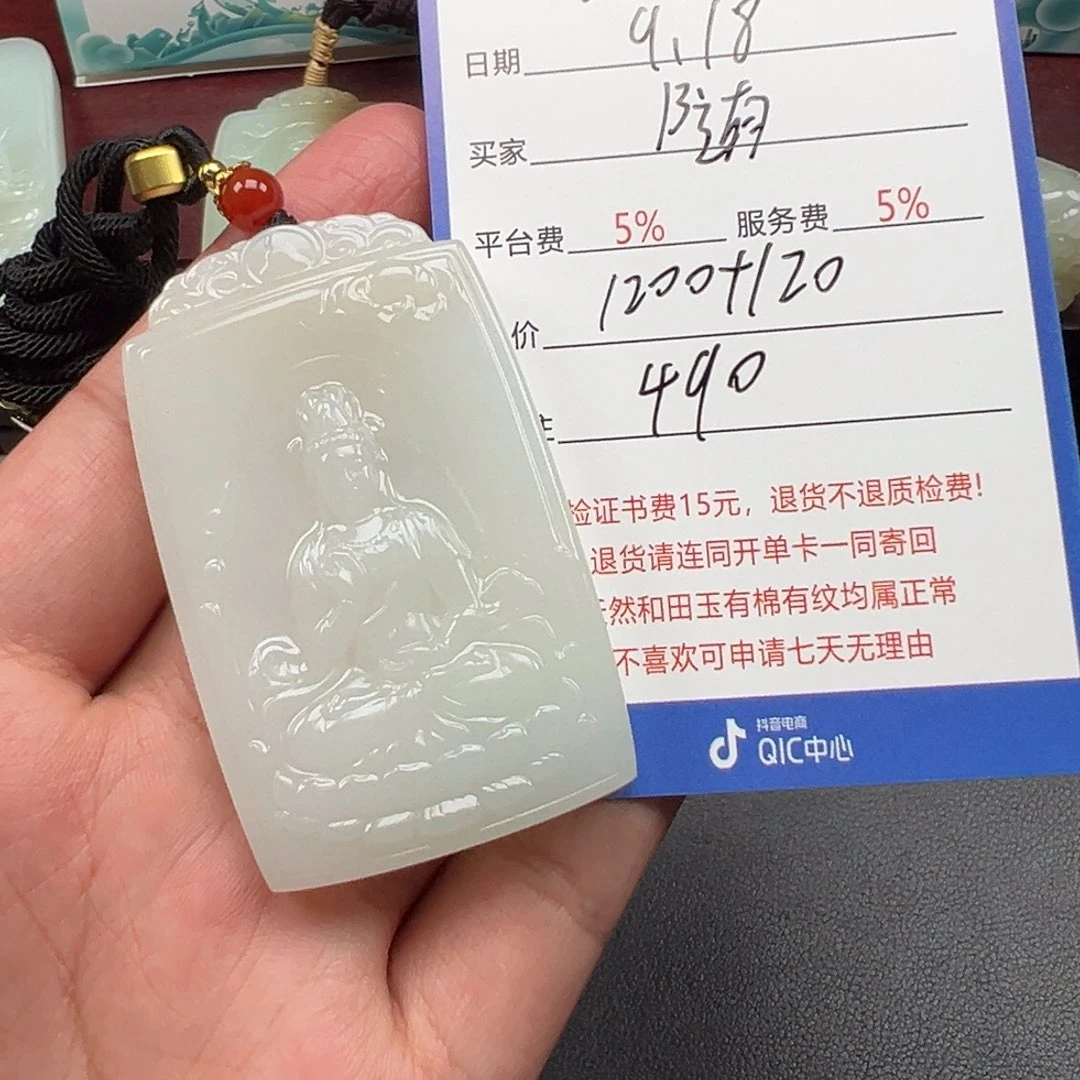 日期 9.18
买家
平台费 5% 服务费 5%
价 1200+120
490
检证书费15元，退货不退质检费!
退货请连同开单卡一同寄回
天然和田玉有棉有纹均属正常
不喜欢可申请七天无理由
抖音电商
QIC中心